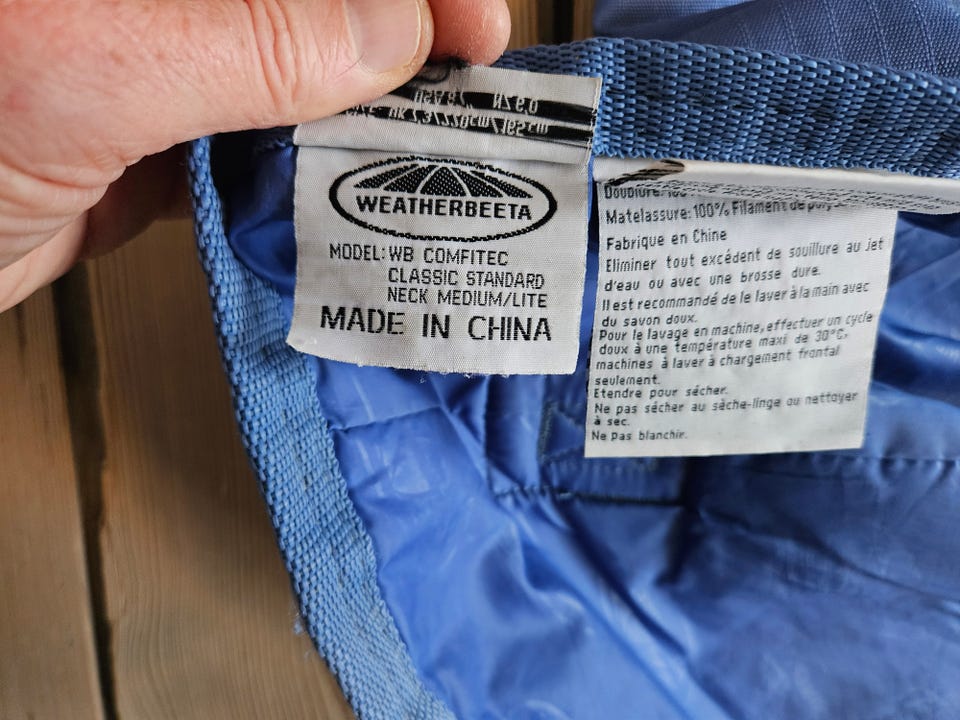 WEATHERBEETA
MODEL: WB COMFITEC
CLASSIC STANDARD
NECK MEDIUM/LITE
MADE IN CHINA
Doublure:
Matelassure: 100% Filament de
Fabrique en Chine
Eliminer tout excédent de souillure au jet
d'eau ou avec une brosse dure.
Il est recommandé de le laver à la main avec
du savon doux.
Pour le lavage en machine, effectuer un cycle
doux à une température maxi de 30°C,
machines à laver à chargement frontal
seulement.
Etendre pour sécher.
Ne pas sécher au sèche-linge ou nettoyer
à sec.
Ne pas blanchir.